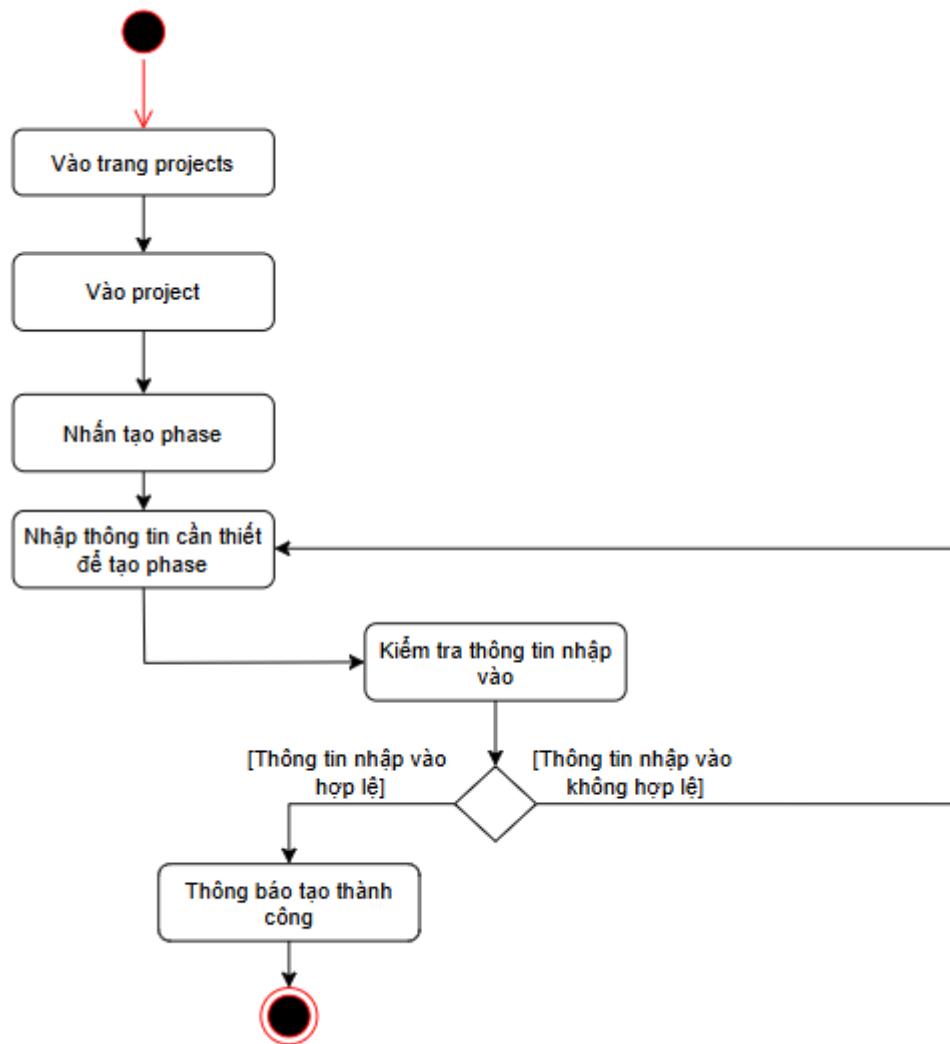 Vào trang projects
Vào project
Nhấn tạo phase
Nhập thông tin cần thiết
để tạo phase
Kiểm tra thông tin nhập
vào
[Thông tin nhập vào
hợp lệ]
[Thông tin nhập vào
không hợp lệ]
Thông báo tạo thành
công